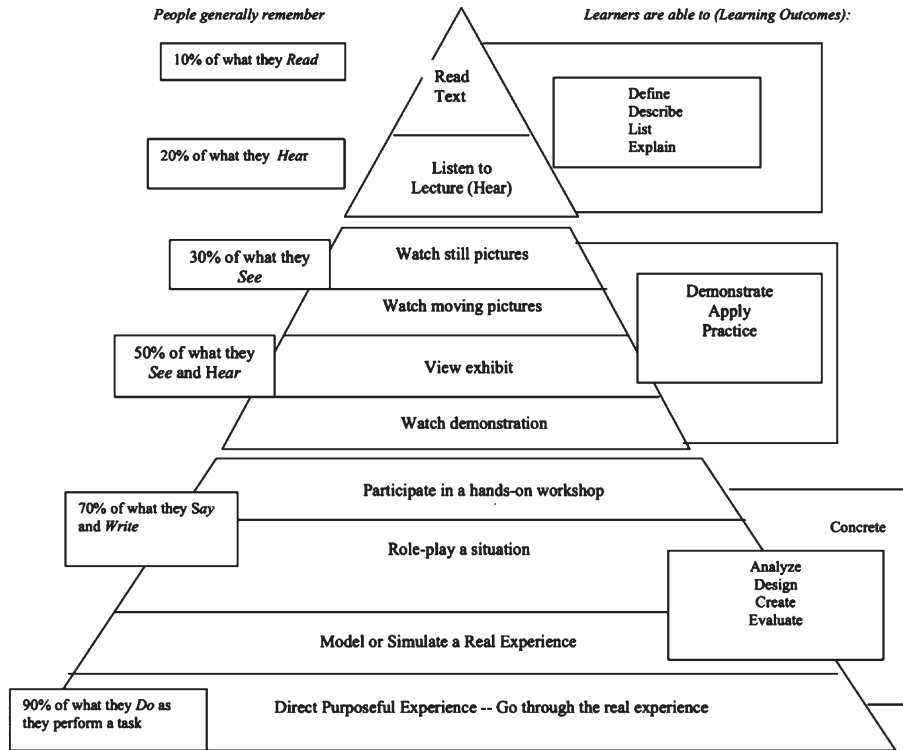 People generally remember
Learners are able to (Learning Outcomes):
10% of what they Read
Read
Text
Define
Describe
List
Explain
20% of what they Hear
Listen to
Lecture (Hear)
30% of what they
See
Watch still pictures
Watch moving pictures
Demonstrate
Apply
Practice
50% of what they
See and Hear
View exhibit
Watch demonstration
70% of what they Say
and Write
Participate in a hands-on workshop
Concrete
Role-play a situation
Analyze
Design
Create
Evaluate
Model or Simulate a Real Experience
90% of what they Do as
they perform a task
Direct Purposeful Experience -- Go through the real experience